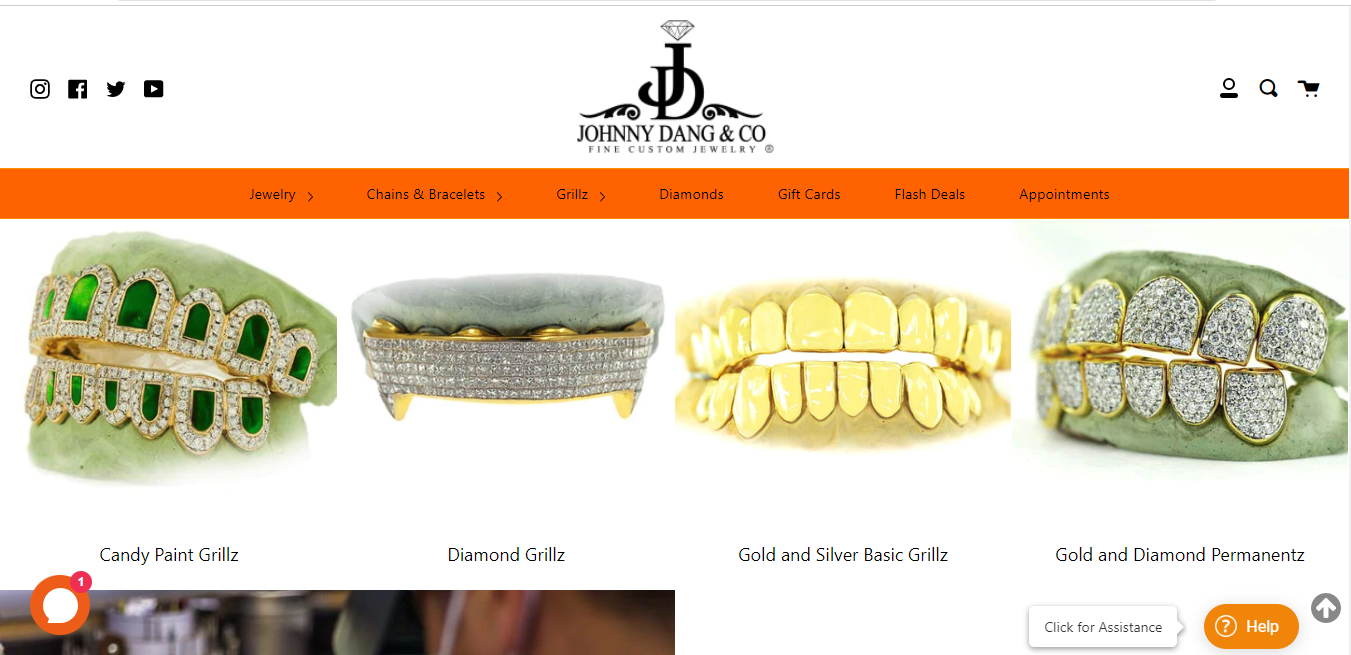 JD
JOHNNY DANG & CO
FINE CUSTOM JEWELRY ®
Jewelry Chains & Bracelets Grillz Diamonds Gift Cards Flash Deals Appointments
Candy Paint Grillz Diamond Grillz Gold and Silver Basic Grillz Gold and Diamond Permanentz
1
Click for Assistance ? Help